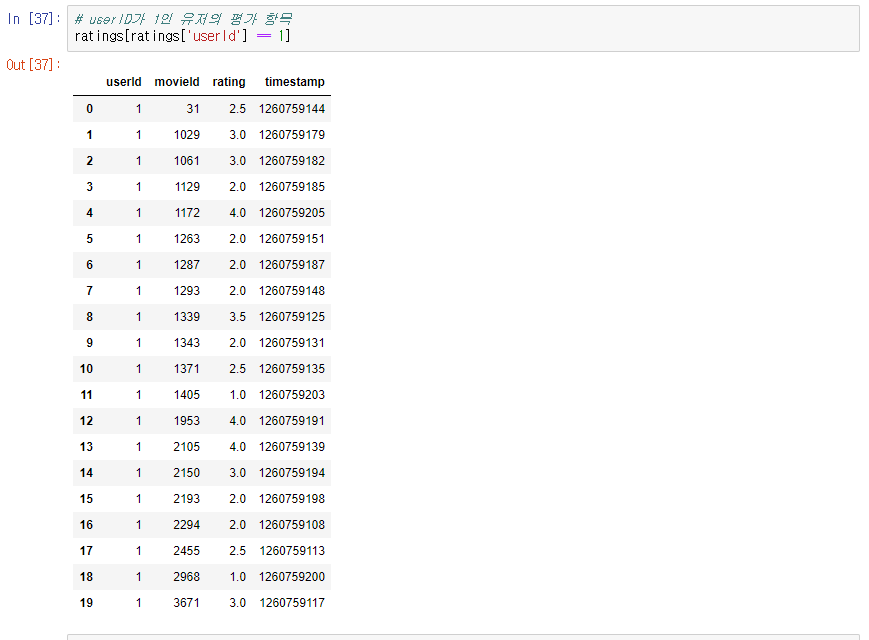 In [37]: # userID가 1인 유저의 평가 항목
ratings[ratings['userId'] == 1]
Out[37]:
userId movieId rating timestamp
0 1 31 2.5 1260759144
1 1 1029 3.0 1260759179
2 1 1061 3.0 1260759182
3 1 1129 2.0 1260759185
4 1 1172 4.0 1260759205
5 1 1263 2.0 1260759151
6 1 1287 2.0 1260759187
7 1 1293 2.0 1260759148
8 1 1339 3.5 1260759125
9 1 1343 2.0 1260759131
10 1 1371 2.5 1260759135
11 1 1405 1.0 1260759203
12 1 1953 4.0 1260759191
13 1 2105 4.0 1260759139
14 1 2150 3.0 1260759194
15 1 2193 2.0 1260759198
16 1 2294 2.0 1260759108
17 1 2455 2.5 1260759113
18 1 2968 1.0 1260759200
19 1 3671 3.0 1260759117